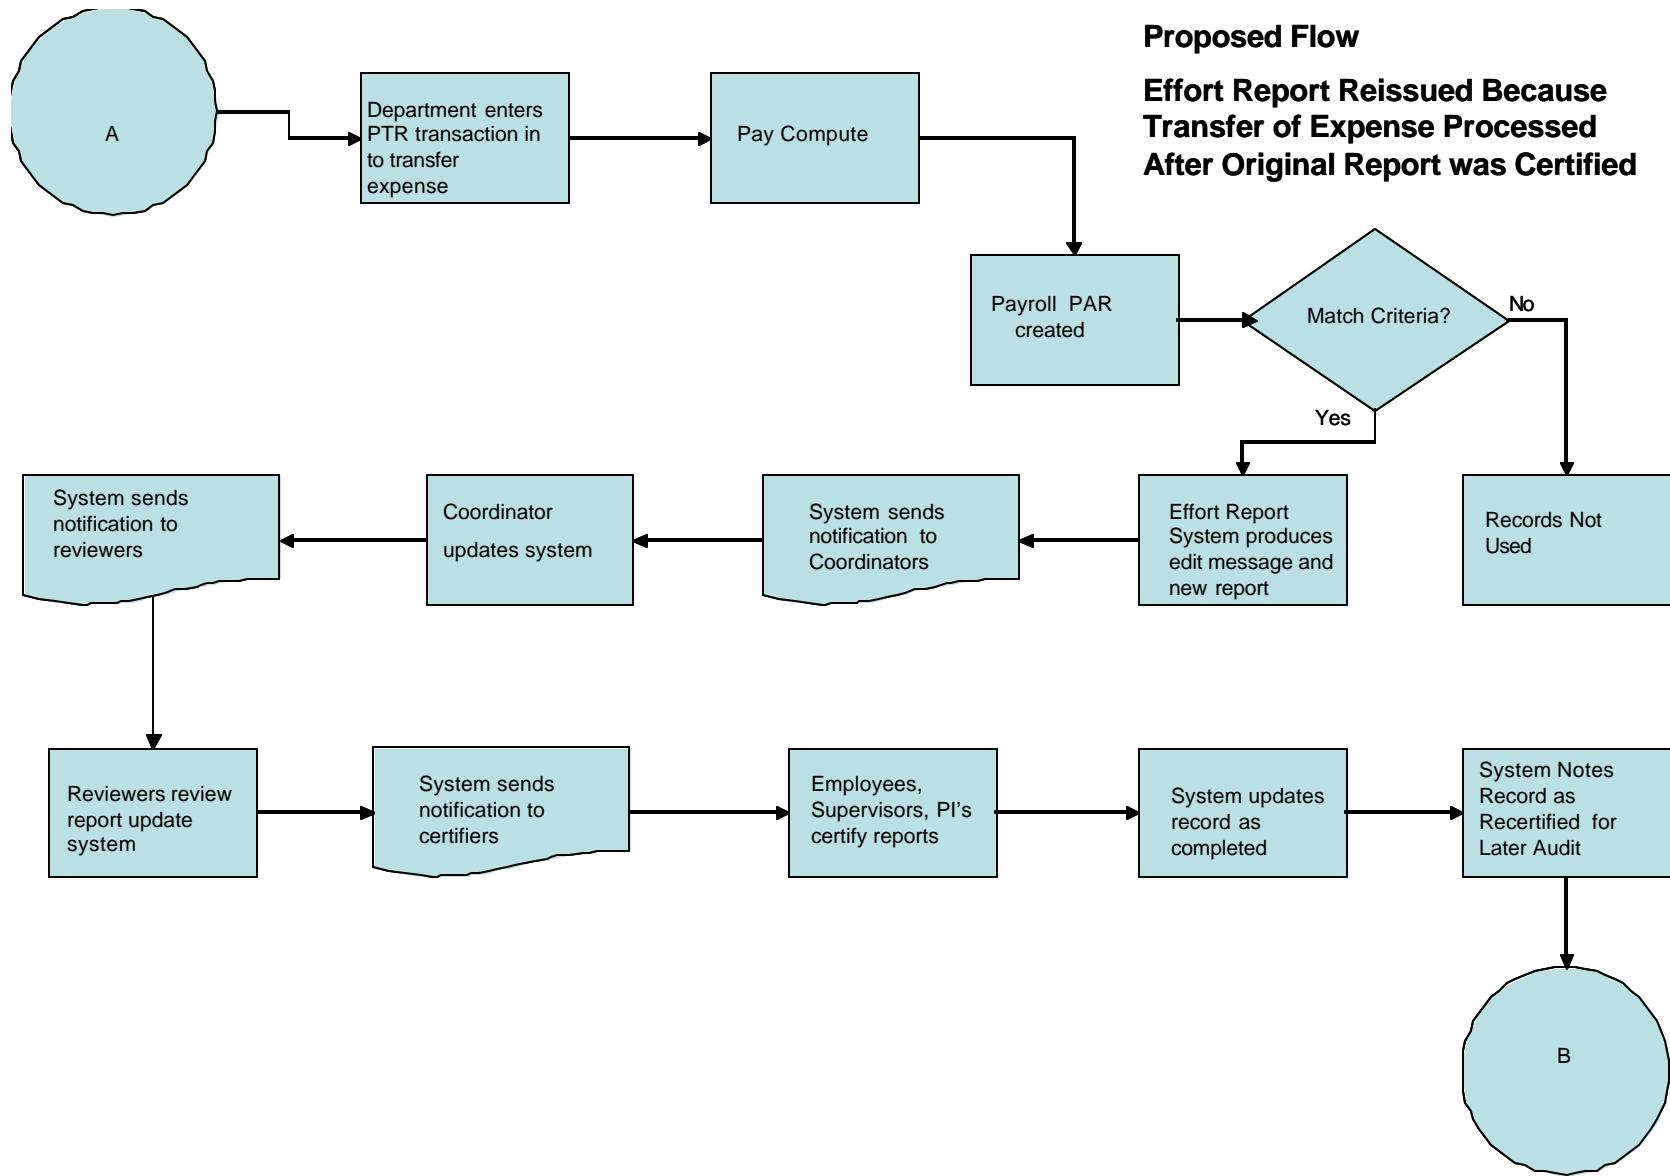 Proposed Flow
Effort Report Reissued Because
Transfer of Expense Processed
After Original Report was Certified
A
Department enters
PTR transaction in
to transfer
expense
Pay Compute
Payroll PAR
created
Match Criteria?
No
Yes
System sends
notification to
reviewers
Coordinator
updates system
System sends
notification to
Coordinators
Effort Report
System produces
edit message and
new report
Records Not
Used
Reviewers review
report update
system
System sends
notification to
certifiers
Employees,
Supervisors, PI's
certify reports
System updates
record as
completed
System Notes
Record as
Recertified for
Later Audit
B